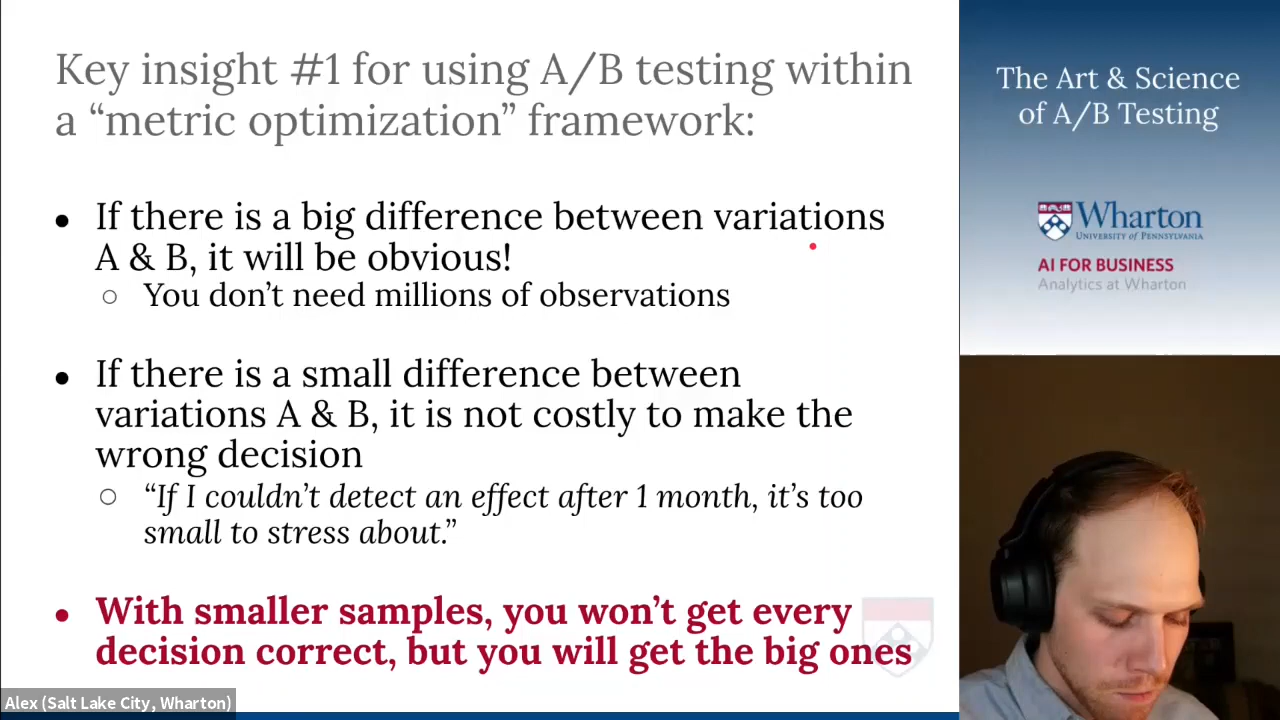 Key insight #1 for using A/B testing within
a “metric optimization” framework:
● If there is a big difference between variations
A & B, it will be obvious!
○ You don’t need millions of observations
● If there is a small difference between
variations A & B, it is not costly to make the
wrong decision
○ “If I couldn’t detect an effect after 1 month, it’s too
small to stress about.”
● With smaller samples, you won’t get every
decision correct, but you will get the big ones
Alex (Salt Lake City, Wharton)
The Art & Science
of A/B Testing
Wharton
UNIVERSITY of PENNSYLVANIA
AI FOR BUSINESS
Analytics at Wharton